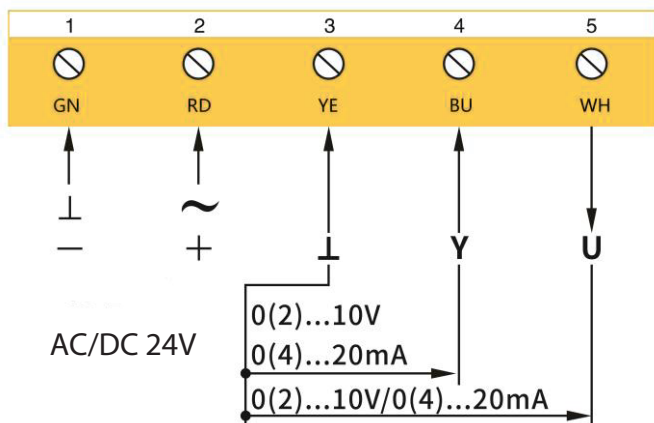 1 2 3 4 5
GN RD YE BU WH
⊥ ~ ⊥ Y U
− +
0(2)...10V
AC/DC 24V
0(4)...20mA
0(2)...10V/0(4)...20mA